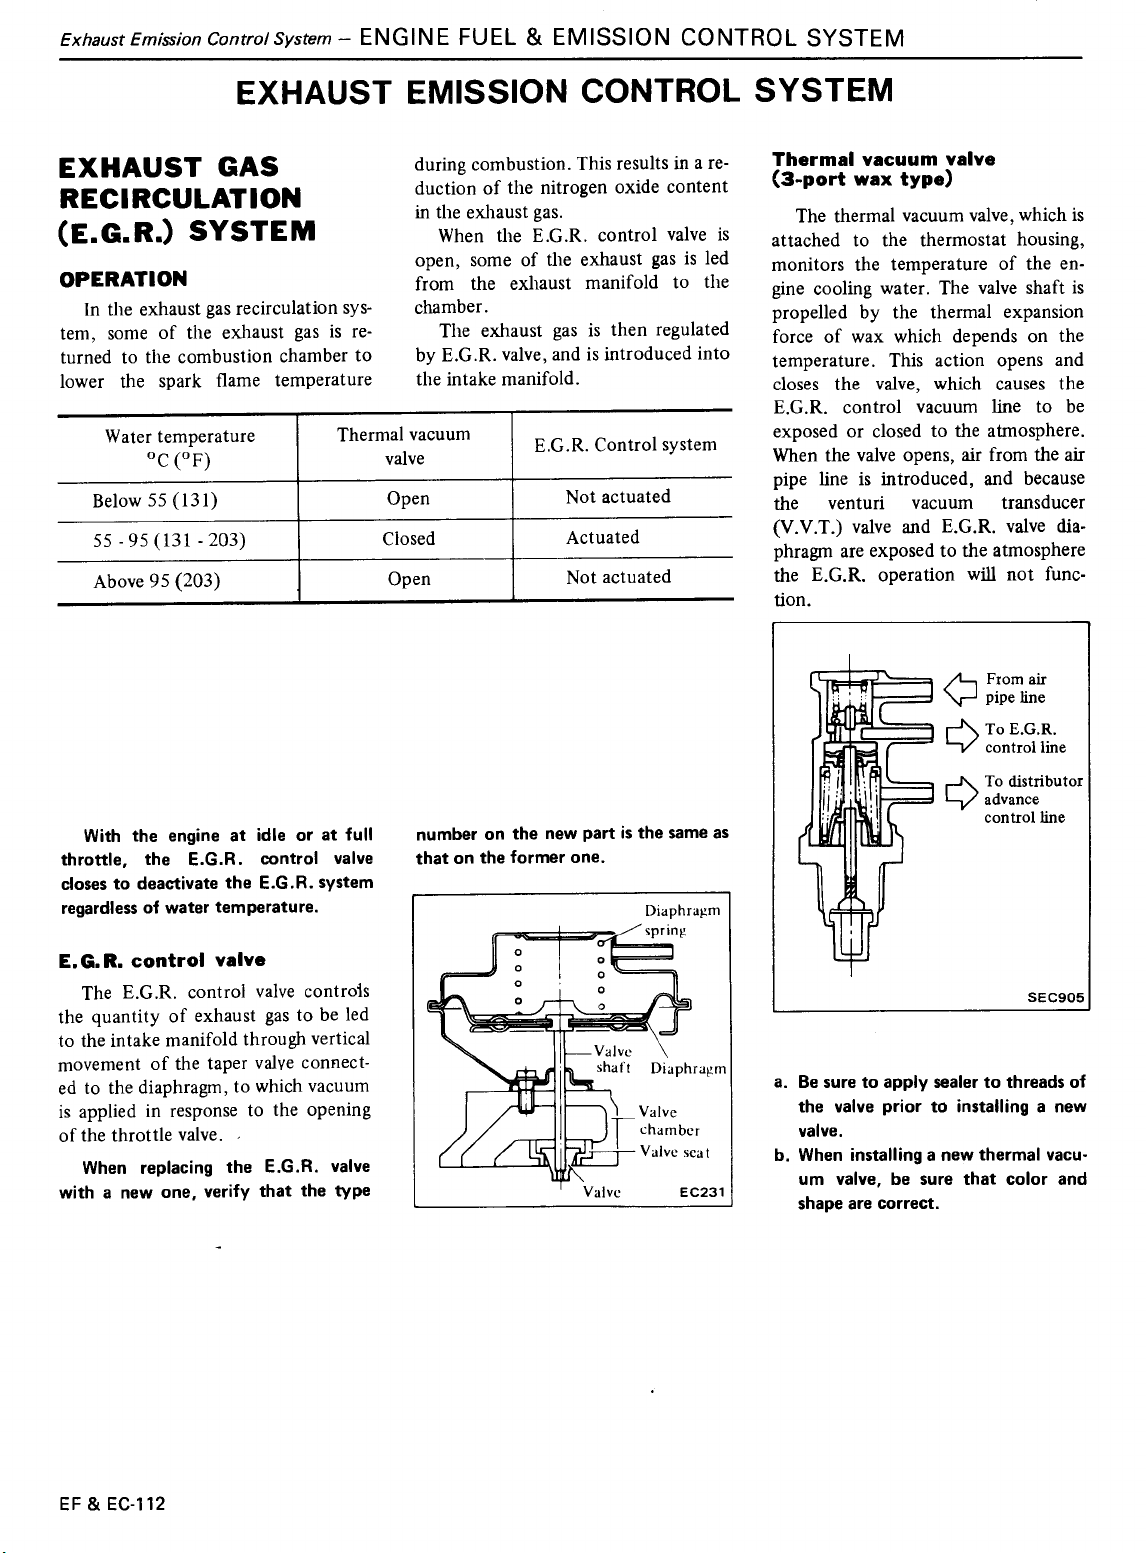 Exhaust Emission Control System – ENGINE FUEL & EMISSION CONTROL SYSTEM
EXHAUST EMISSION CONTROL SYSTEM
EXHAUST GAS
RECIRCULATION
(E.G.R.) SYSTEM
OPERATION
In the exhaust gas recirculation sys-
tem, some of the exhaust gas is re-
turned to the combustion chamber to
lower the spark flame temperature
during combustion. This results in a re-
duction of the nitrogen oxide content
in the exhaust gas.
When the E.G.R. control valve is
open, some of the exhaust gas is led
from the exhaust manifold to the
chamber.
The exhaust gas is then regulated
by E.G.R. valve, and is introduced into
the intake manifold.
Water temperature
°C (°F)
Thermal vacuum
valve
E.G.R. Control system
Below 55 (131) Open Not actuated
55 - 95 (131 - 203) Closed Actuated
Above 95 (203) Open Not actuated
With the engine at idle or at full
throttle, the E.G.R. control valve
closes to deactivate the E.G.R. system
regardless of water temperature.
E.G.R. control valve
The E.G.R. control valve controls
the quantity of exhaust gas to be led
to the intake manifold through vertical
movement of the taper valve connect-
ed to the diaphragm, to which vacuum
is applied in response to the opening
of the throttle valve.
When replacing the E.G.R. valve
with a new one, verify that the type
number on the new part is the same as
that on the former one.
Diaphragm
spring
Valve
shaft
Diaphragm
Valve
chamber
Valve seat
Valve
EC231
Thermal vacuum valve
(3-port wax type)
The thermal vacuum valve, which is
attached to the thermostat housing,
monitors the temperature of the en-
gine cooling water. The valve shaft is
propelled by the thermal expansion
force of wax which depends on the
temperature. This action opens and
closes the valve, which causes the
E.G.R. control vacuum line to be
exposed or closed to the atmosphere.
When the valve opens, air from the air
pipe line is introduced, and because
the venturi vacuum transducer
(V.V.T.) valve and E.G.R. valve dia-
phragm are exposed to the atmosphere
the E.G.R. operation will not func-
tion.
From air
pipe line
To E.G.R.
control line
To distributor
advance
control line
SEC905
a. Be sure to apply sealer to threads of
the valve prior to installing a new
valve.
b. When installing a new thermal vacu-
um valve, be sure that color and
shape are correct.
EF & EC-112